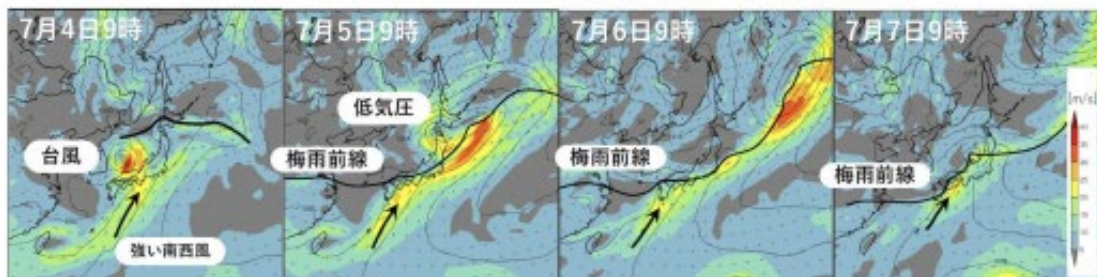 7月4日9時
台風
強い南西風
7月5日9時
低気圧
梅雨前線
7月6日9時
梅雨前線
7月7日9時
梅雨前線
[m/s]